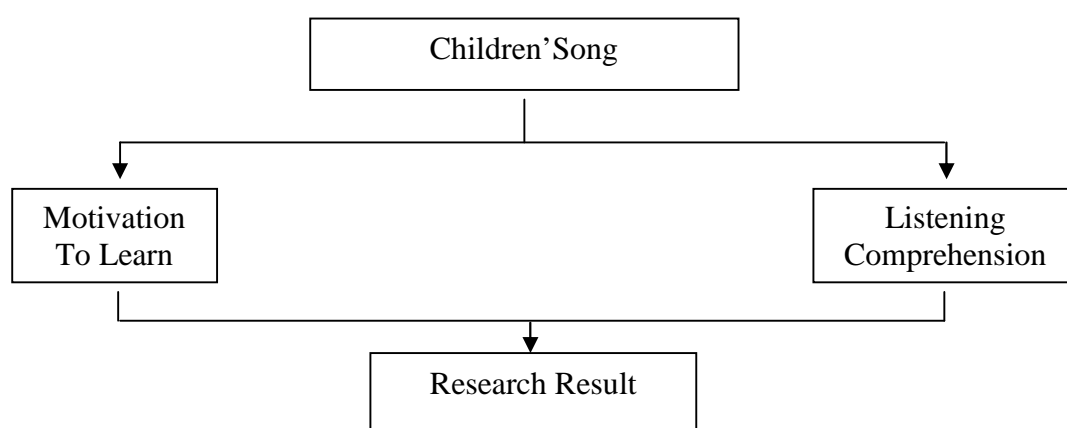 Children’Song
Motivation
To Learn
Listening
Comprehension
Research Result